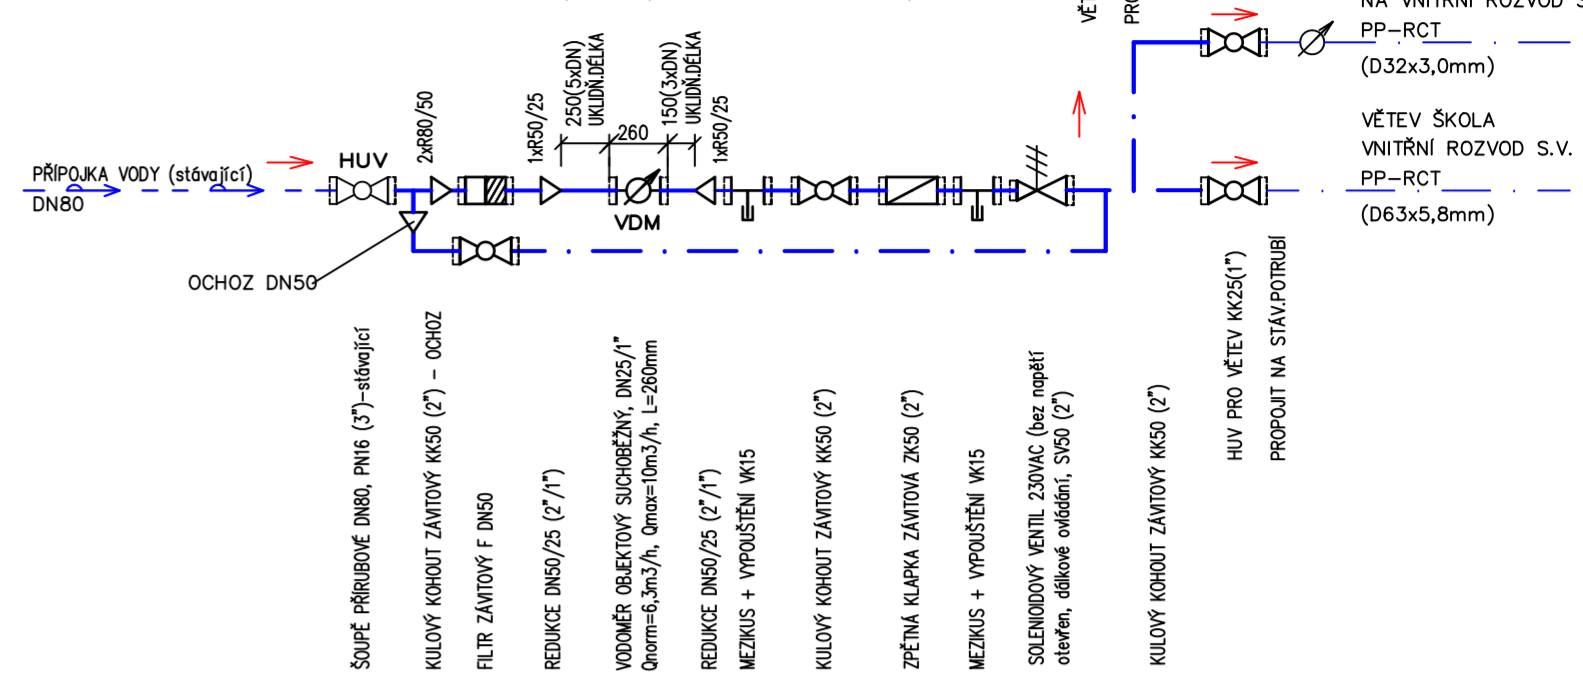 NA VNITŘNÍ ROZVOD
PP-RCT
(D32x3,0mm)
VĚTEV ŠKOLA
VNITŘNÍ ROZVOD S.V.
PP-RCT
(D63x5,8mm)
PŘÍPOJKA VODY (stávající)
DN80
HUV
2xR80/50
1xR50/25
250(5xDN)
UKLIDŇ.DÉLKA
260
150(3xDN)
UKLIDŇ.DÉLKA
1xR50/25
VDM
OCHOZ DN50
ŠOUPĚ PŘÍRUBOVÉ DN80, PN16 (3")-stávající
KULOVÝ KOHOUT ZÁVITOVÝ KK50 (2") - OCHOZ
FILTR ZÁVITOVÝ F DN50
REDUKCE DN50/25 (2"/1")
VODOMĚR OBJEKTOVÝ SUCHOBĚŽNÝ, DN25/1"
Qnorm=6,3m3/h, Qmax=10m3/h, L=260mm
REDUKCE DN50/25 (2"/1")
MEZIKUS + VYPOUŠTĚNÍ VK15
KULOVÝ KOHOUT ZÁVITOVÝ KK50 (2")
ZPĚTNÁ KLAPKA ZÁVITOVÁ ZK50 (2")
MEZIKUS + VYPOUŠTĚNÍ VK15
SOLENIOIDOVÝ VENTIL 230VAC (bez napětí
otevřen, dálkové ovládání, SV50 (2")
KULOVÝ KOHOUT ZÁVITOVÝ KK50 (2")
HUV PRO VĚTEV KK25(1")
PROPOJIT NA STÁV.POTRUBÍ